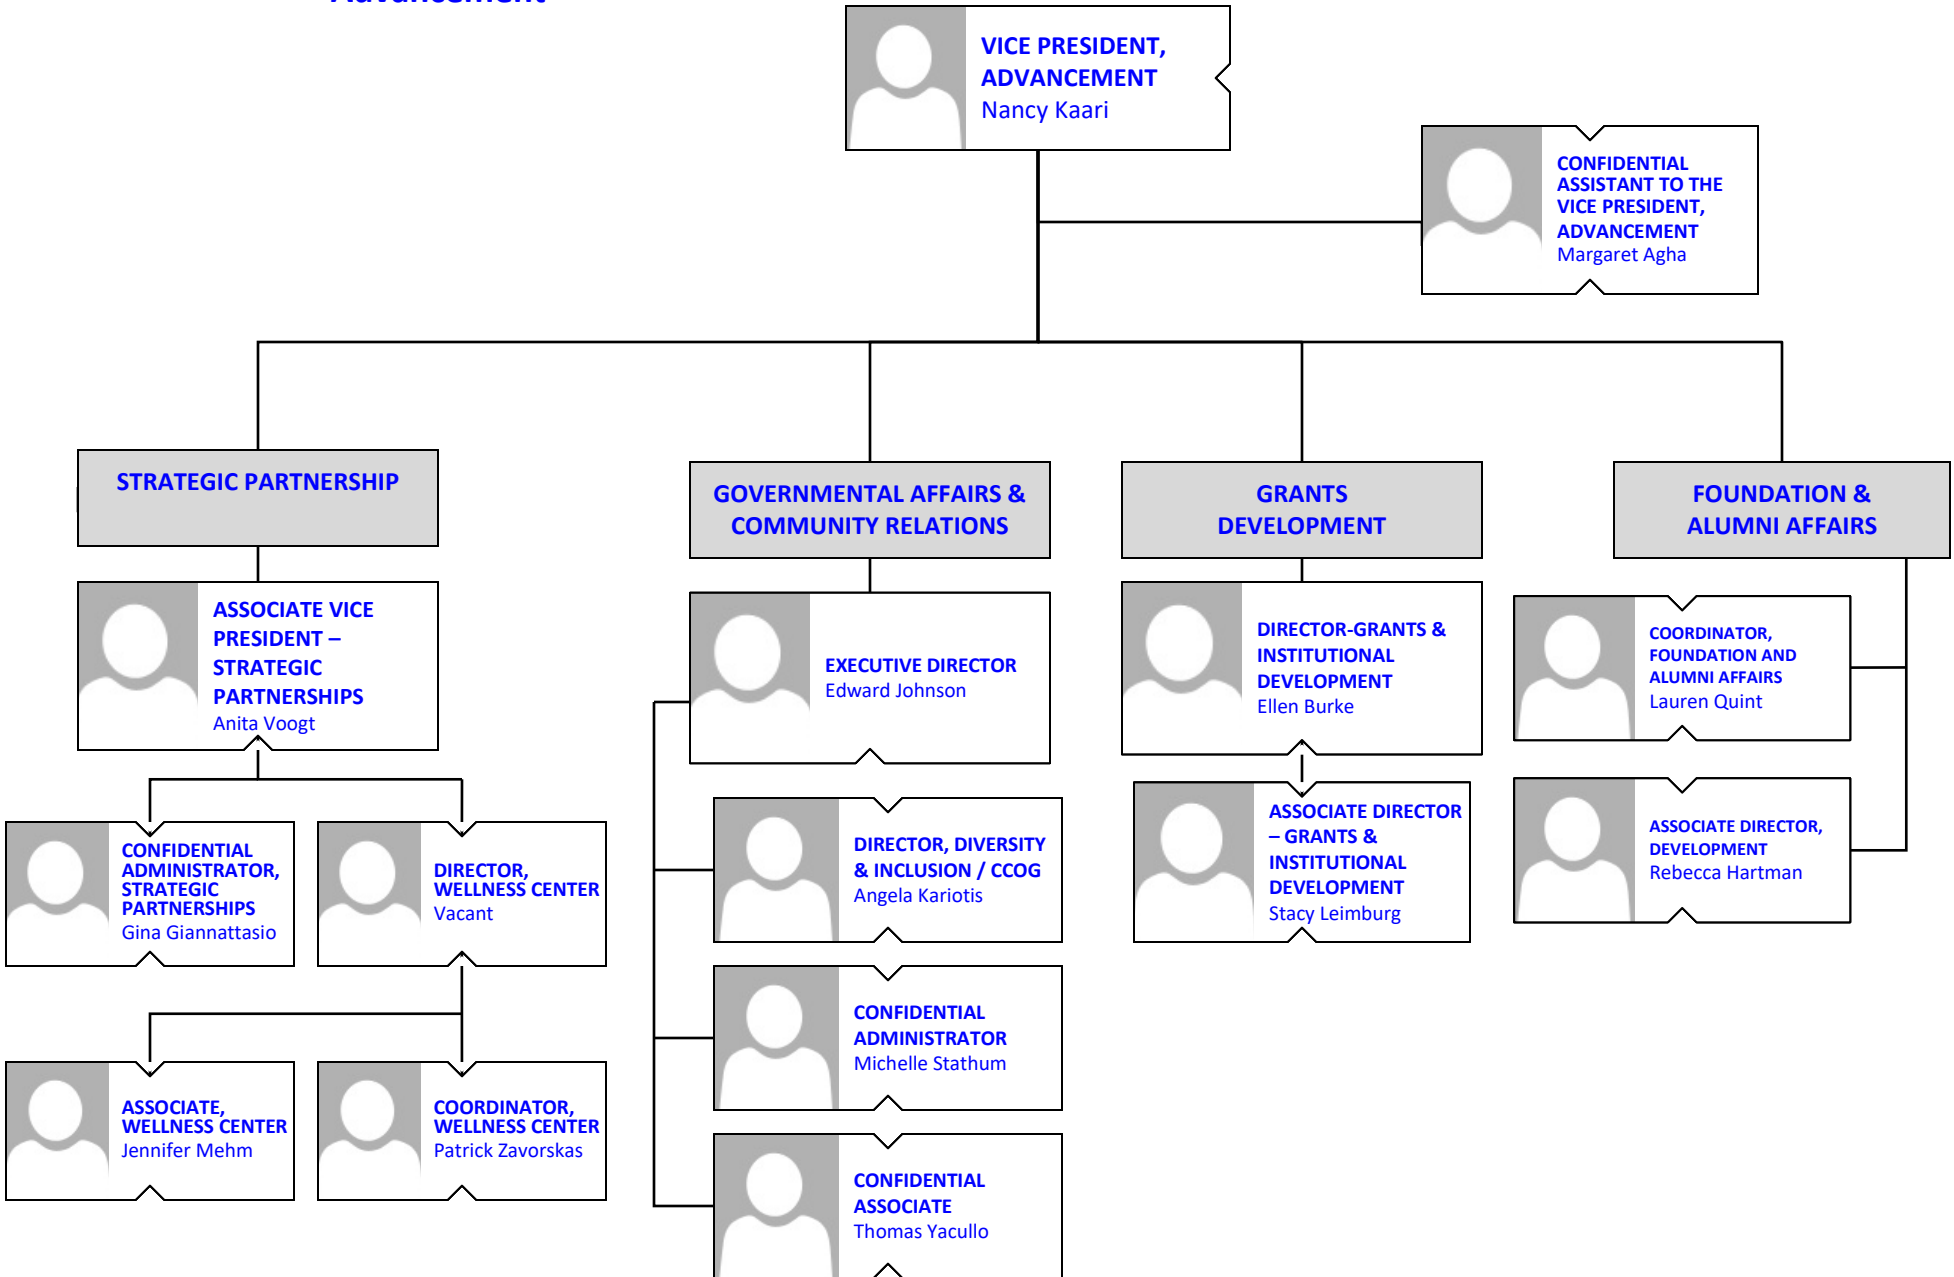 Advancement
VICE PRESIDENT,
ADVANCEMENT
Nancy Kaari
CONFIDENTIAL
ASSISTANT TO THE
VICE PRESIDENT,
ADVANCEMENT
Margaret Agha
STRATEGIC PARTNERSHIP
GOVERNMENTAL AFFAIRS &
COMMUNITY RELATIONS
GRANTS
DEVELOPMENT
FOUNDATION &
ALUMNI AFFAIRS
ASSOCIATE VICE
PRESIDENT –
STRATEGIC
PARTNERSHIPS
Anita Voogt
EXECUTIVE DIRECTOR
Edward Johnson
DIRECTOR-GRANTS &
INSTITUTIONAL
DEVELOPMENT
Ellen Burke
COORDINATOR,
FOUNDATION AND
ALUMNI AFFAIRS
Lauren Quint
CONFIDENTIAL
ADMINISTRATOR,
STRATEGIC
PARTNERSHIPS
Gina Giannattasio
DIRECTOR,
WELLNESS CENTER
Vacant
DIRECTOR, DIVERSITY
& INCLUSION / CCOG
Angela Kariotis
ASSOCIATE DIRECTOR
– GRANTS &
INSTITUTIONAL
DEVELOPMENT
Stacy Leimburg
ASSOCIATE DIRECTOR,
DEVELOPMENT
Rebecca Hartman
CONFIDENTIAL
ADMINISTRATOR
Michelle Stathum
ASSOCIATE,
WELLNESS CENTER
Jennifer Mehm
COORDINATOR,
WELLNESS CENTER
Patrick Zavorskas
CONFIDENTIAL
ASSOCIATE
Thomas Yacullo